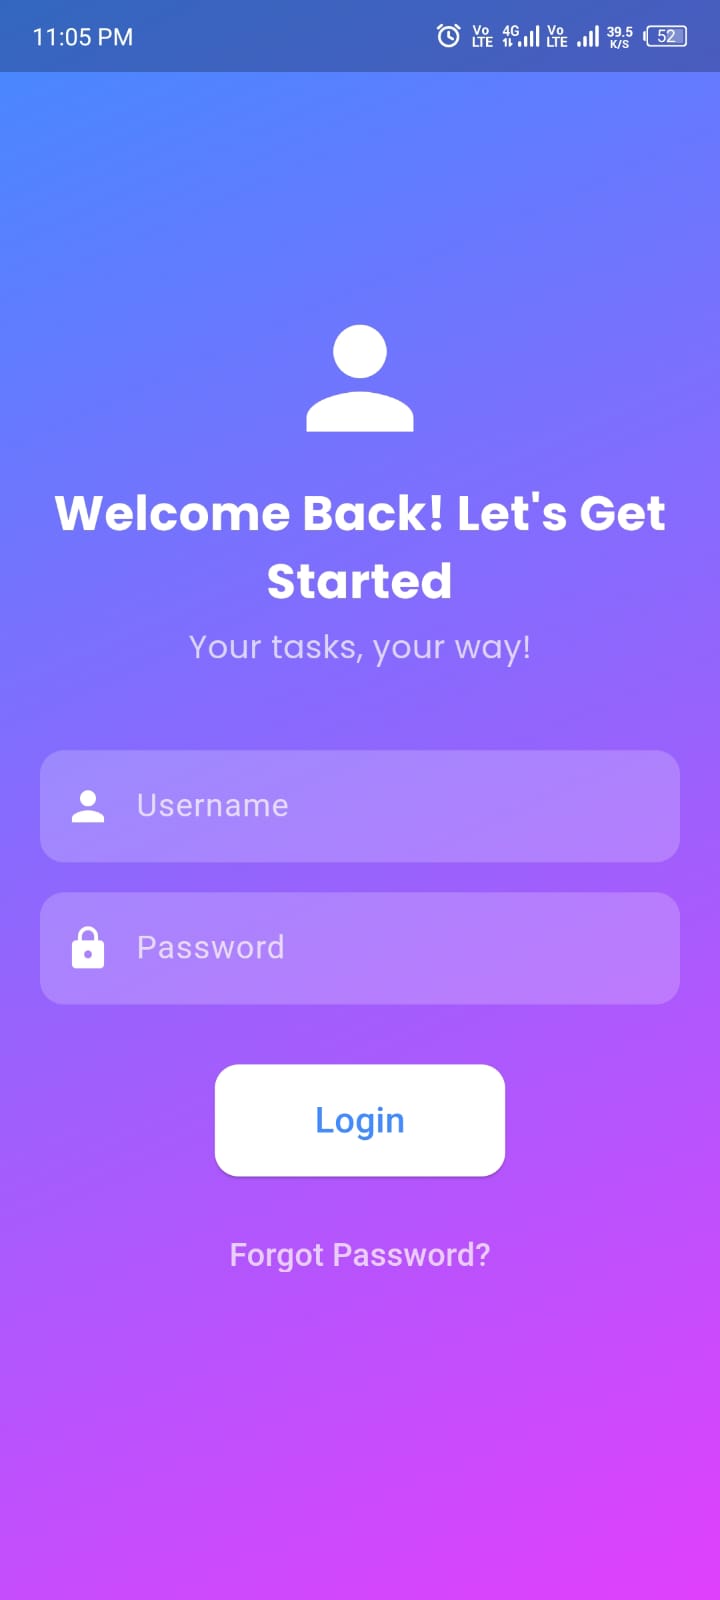 11:05 PM Vo LTE 4G Vo LTE 39.5 K/S 52
Welcome Back! Let's Get
Started
Your tasks, your way!
Username
Password
Login
Forgot Password?